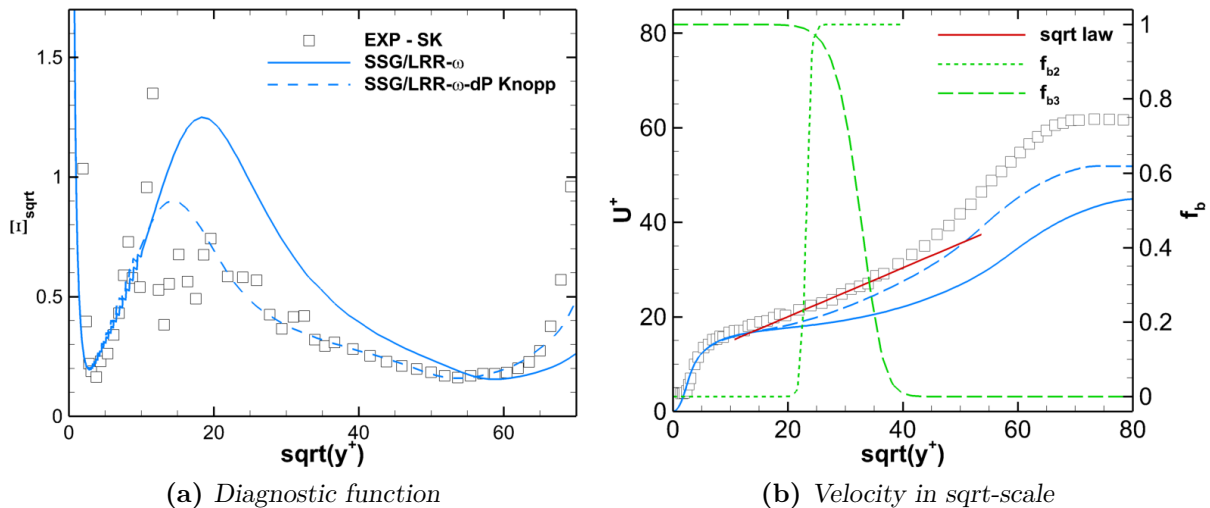 EXP - SK
SSG/LRR-ω
SSG/LRR-ω-dP Knopp
Ξsqrt
1.5
1
0.5
0
0 20 40 60
sqrt(y+)
(a) Diagnostic function
sqrt law
fb2
fb3
U+
80
60
40
20
0
fb
1
0.8
0.6
0.4
0.2
0
0 20 40 60 80
sqrt(y+)
(b) Velocity in sqrt-scale